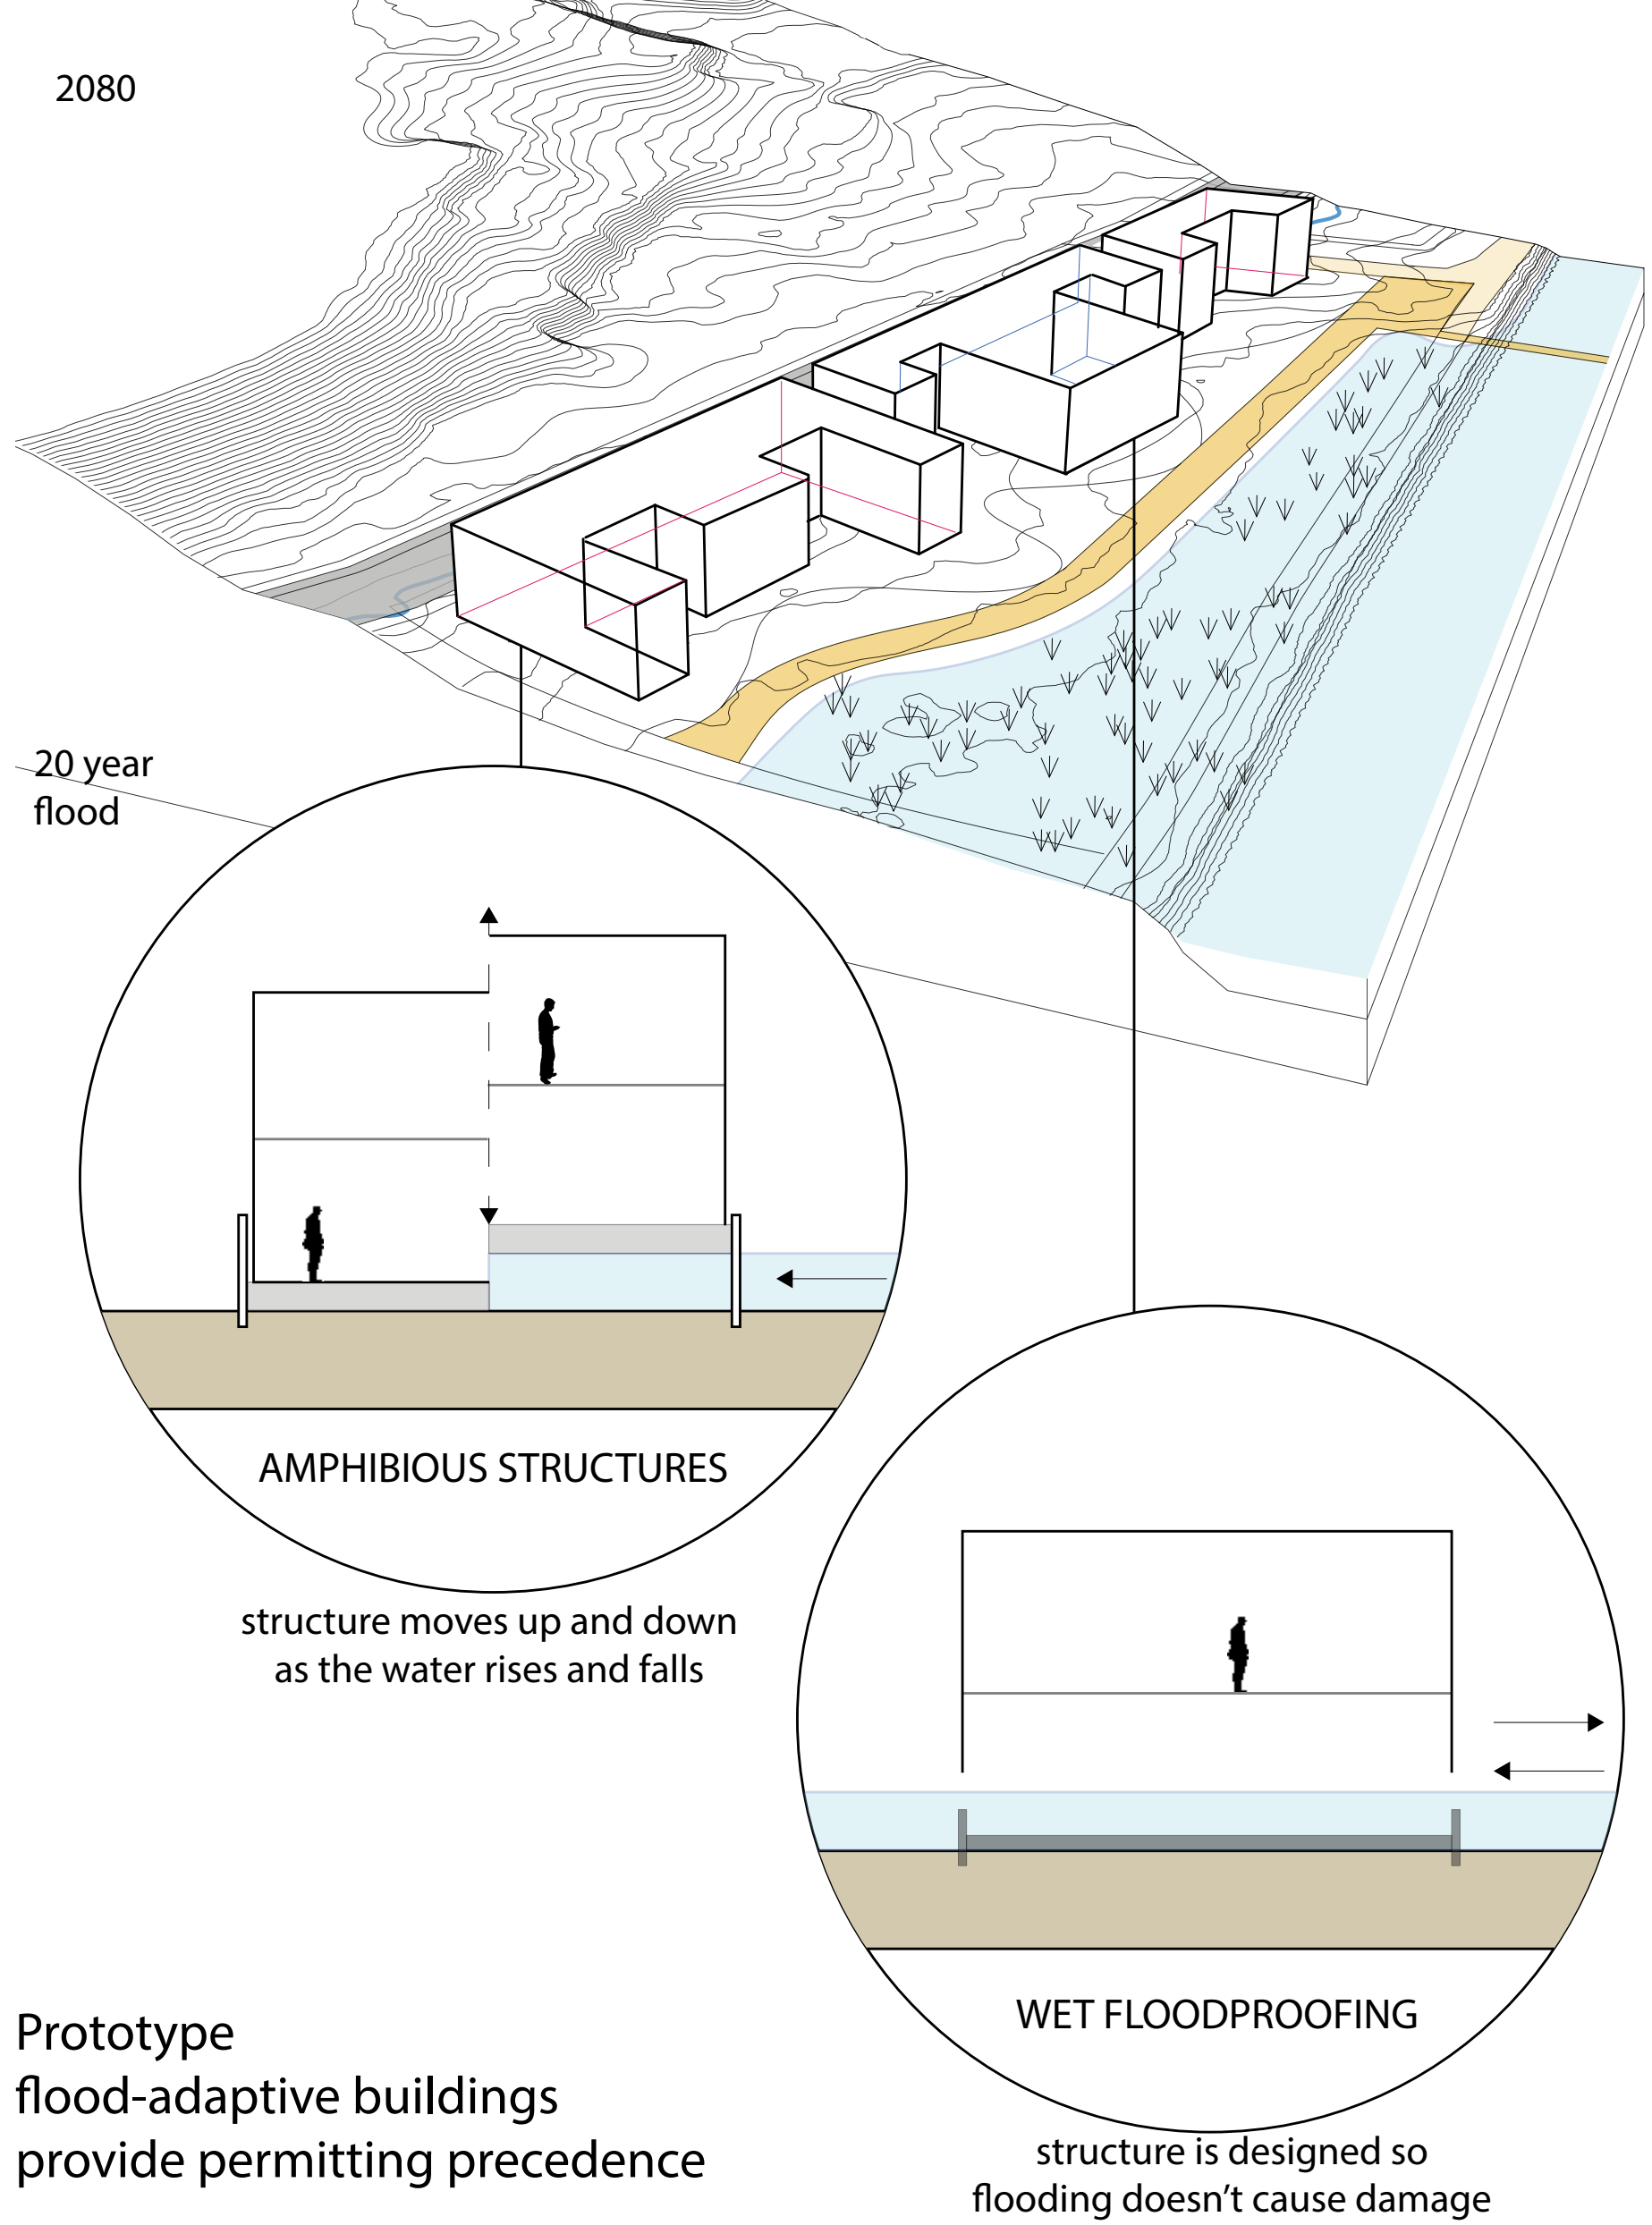 2080
20 year
flood
AMPHIBIOUS STRUCTURES
structure moves up and down
as the water rises and falls
WET FLOODPROOFING
structure is designed so
flooding doesn't cause damage
Prototype
flood-adaptive buildings
provide permitting precedence